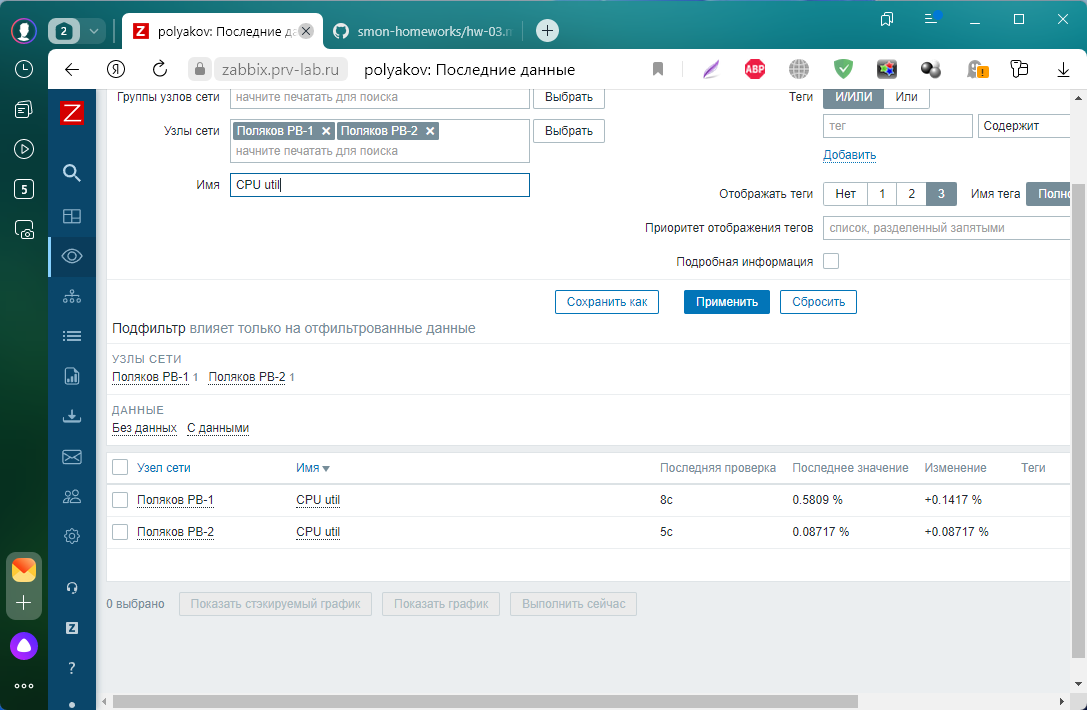 2
Z polyakov: Последние да
smon-homeworks/hw-03.m
Я zabbix.prv-lab.ru polyakov: Последние данные
ABP
5
Z
Группы узлов сети начните печатать для поиска Выбрать
Теги И/ИЛИ Или
Узлы сети Поляков РВ-1 Поляков РВ-2 Выбрать
начните печатать для поиска
тег Содержит
Добавить
Имя CPU util
Отображать теги Нет 1 2 3 Имя тега Полно
Приоритет отображения тегов список, разделенный запятыми
Подробная информация
Сохранить как Применить Сбросить
Подфильтр влияет только на отфильтрованные данные
УЗЛЫ СЕТИ
Поляков РВ-1 1 Поляков РВ-2 1
ДАННЫЕ
Без данных С данными
Узел сети Имя Последняя проверка Последнее значение Изменение Теги
Поляков РВ-1 CPU util 8с 0.5809 % +0.1417 %
Поляков РВ-2 CPU util 5с 0.08717 % +0.08717 %
0 выбрано Показать стэкируемый график Показать график Выполнить сейчас
Z
?